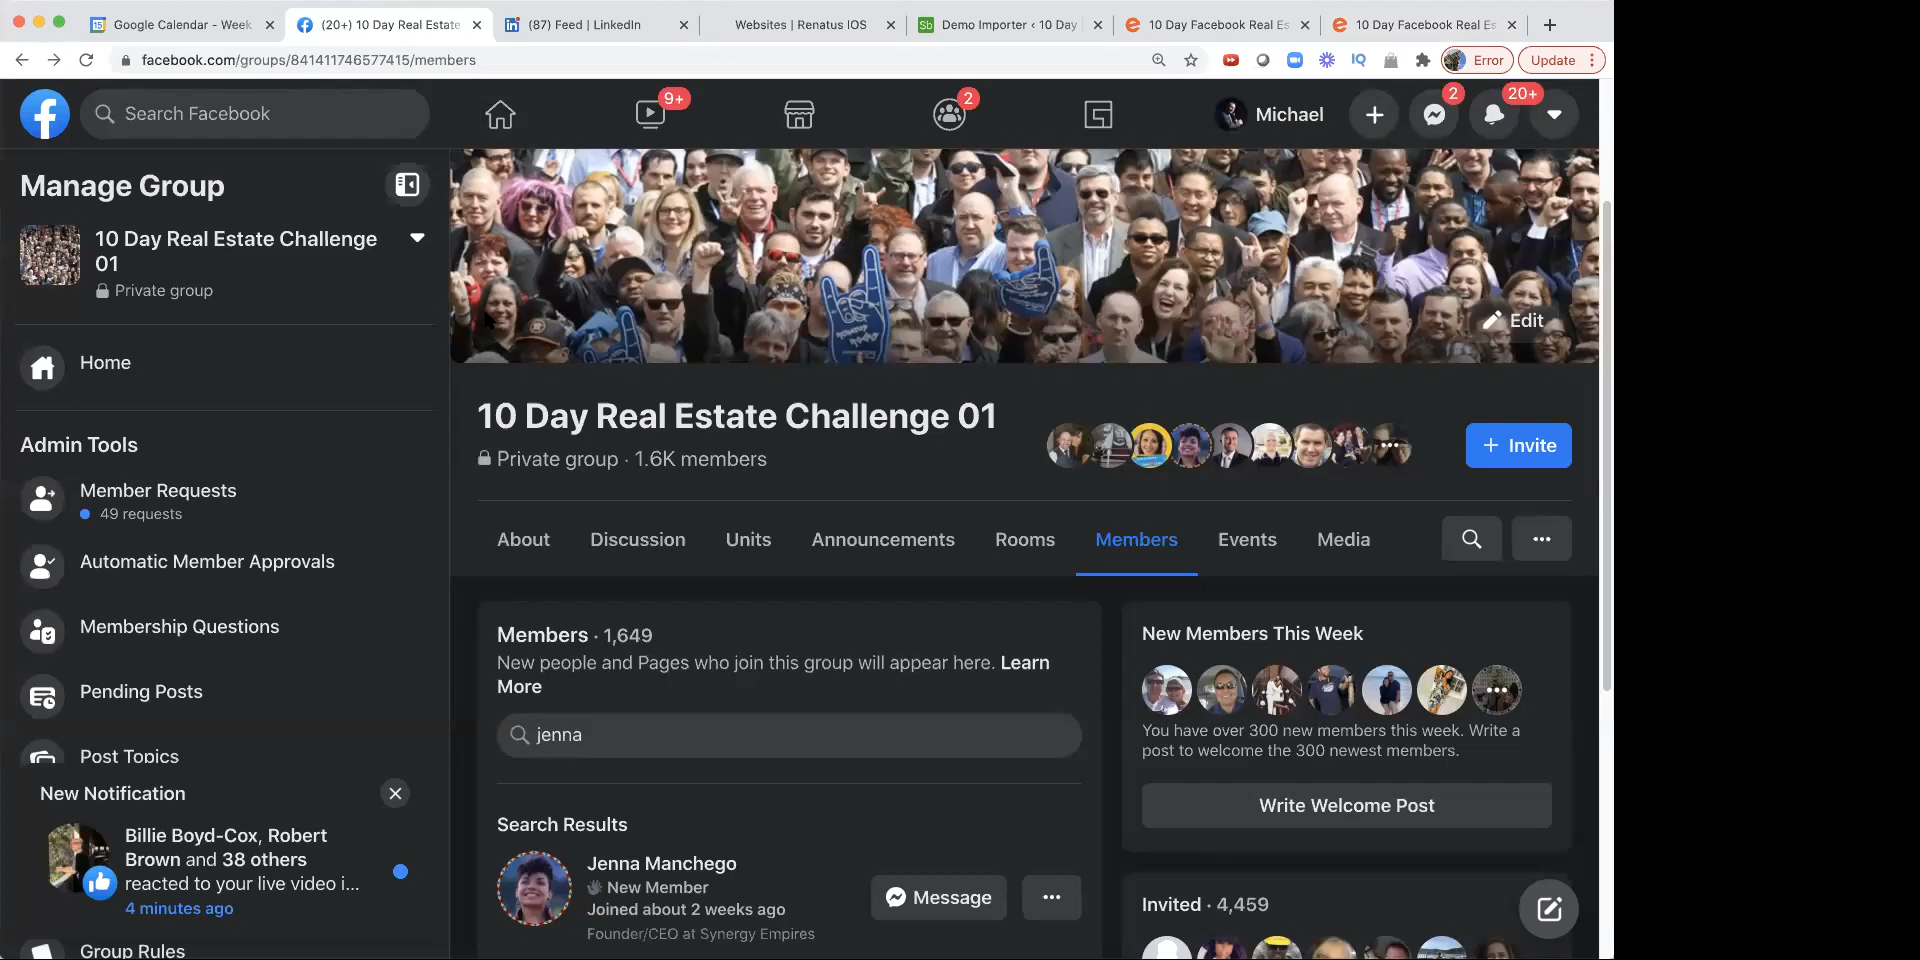 Google Calendar - Week
(20+) 10 Day Real Estate
(87) Feed | LinkedIn
Websites | Renatus IOS
Demo Importer ‹ 10 Day
10 Day Facebook Real Es
10 Day Facebook Real Es
facebook.com/groups/841411746577415/members
IQ
Error
Update
Search Facebook
9+
2
Michael
2
20+
Manage Group
10 Day Real Estate Challenge
01
Private group
Home
Admin Tools
Member Requests
49 requests
Automatic Member Approvals
Membership Questions
Pending Posts
Post Topics
New Notification
Billie Boyd-Cox, Robert
Brown and 38 others
reacted to your live video i...
4 minutes ago
Group Rules
Edit
10 Day Real Estate Challenge 01
Private group · 1.6K members
+ Invite
About
Discussion
Units
Announcements
Rooms
Members
Events
Media
Members · 1,649
New people and Pages who join this group will appear here. Learn
More
jenna
Search Results
Jenna Manchego
New Member
Joined about 2 weeks ago
Founder/CEO at Synergy Empires
Message
New Members This Week
You have over 300 new members this week. Write a
post to welcome the 300 newest members.
Write Welcome Post
Invited · 4,459